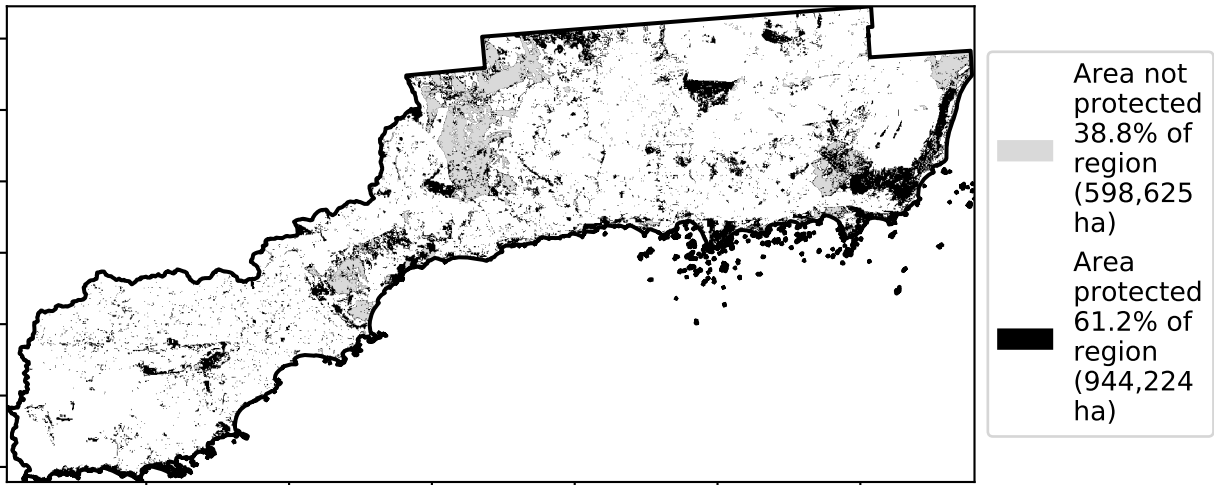 Area not
protected
38.8% of
region
(598,625
ha)
Area
protected
61.2% of
region
(944,224
ha)